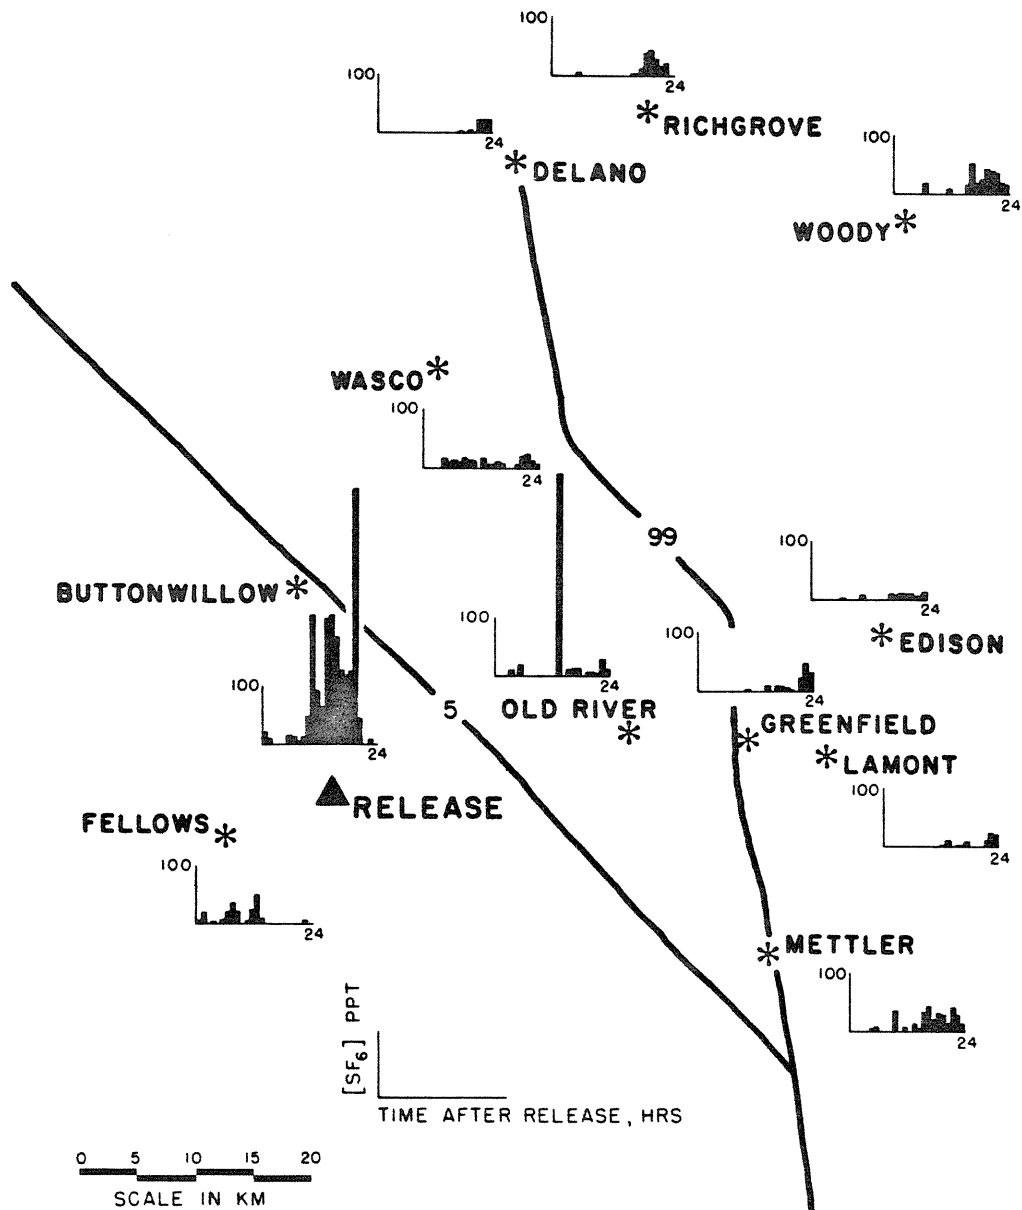 100
24
RICHGROVE
100
24
DELANO
100
24
WOODY
WASCO
100
24
99
100
24
EDISON
BUTTONWILLOW
100
24
100
24
OLD RIVER
100
24
GREENFIELD
5
LAMONT
100
24
RELEASE
FELLOWS
100
24
METTLER
100
24
[SF6] PPT
TIME AFTER RELEASE, HRS
0 5 10 15 20
SCALE IN KM